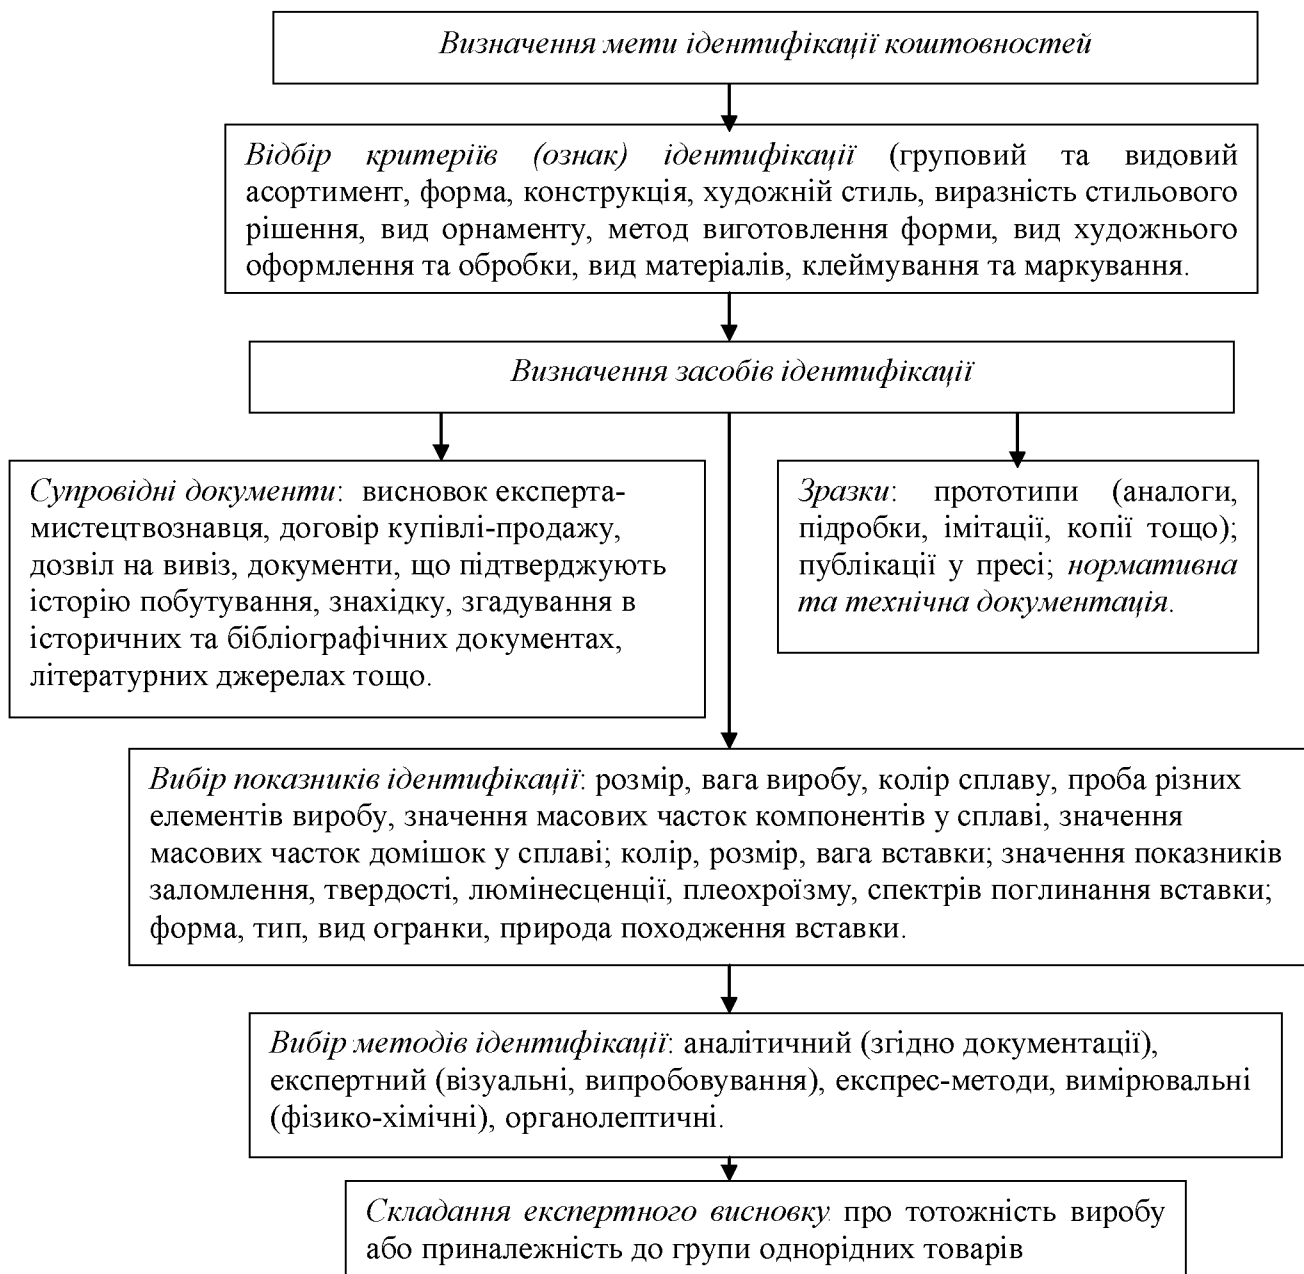 Визначення мети ідентифікації коштовностей
Відбір критеріїв (ознак) ідентифікації (груповий та видовий
асортимент, форма, конструкція, художній стиль, виразність стильового
рішення, вид орнаменту, метод виготовлення форми, вид художнього
оформлення та обробки, вид матеріалів, клеймування та маркування.
Визначення засобів ідентифікації
Супровідні документи: висновок експерта-
мистецтвознавця, договір купівлі-продажу,
дозвіл на вивіз, документи, що підтверджують
історію побутування, знахідку, згадування в
історичних та бібліографічних документах,
літературних джерелах тощо.
Зразки: прототипи (аналоги,
підробки, імітації, копії тощо);
публікації у пресі; нормативна
та технічна документація.
Вибір показників ідентифікації: розмір, вага виробу, колір сплаву, проба різних
елементів виробу, значення масових часток компонентів у сплаві, значення
масових часток домішок у сплаві; колір, розмір, вага вставки; значення показників
заломлення, твердості, люмінесценції, плеохроїзму, спектрів поглинання вставки;
форма, тип, вид огранки, природа походження вставки.
Вибір методів ідентифікації: аналітичний (згідно документації),
експертний (візуальні, випробовування), експрес-методи, вимірювальні
(фізико-хімічні), органолептичні.
Складання експертного висновку про тотожність виробу
або приналежність до групи однорідних товарів